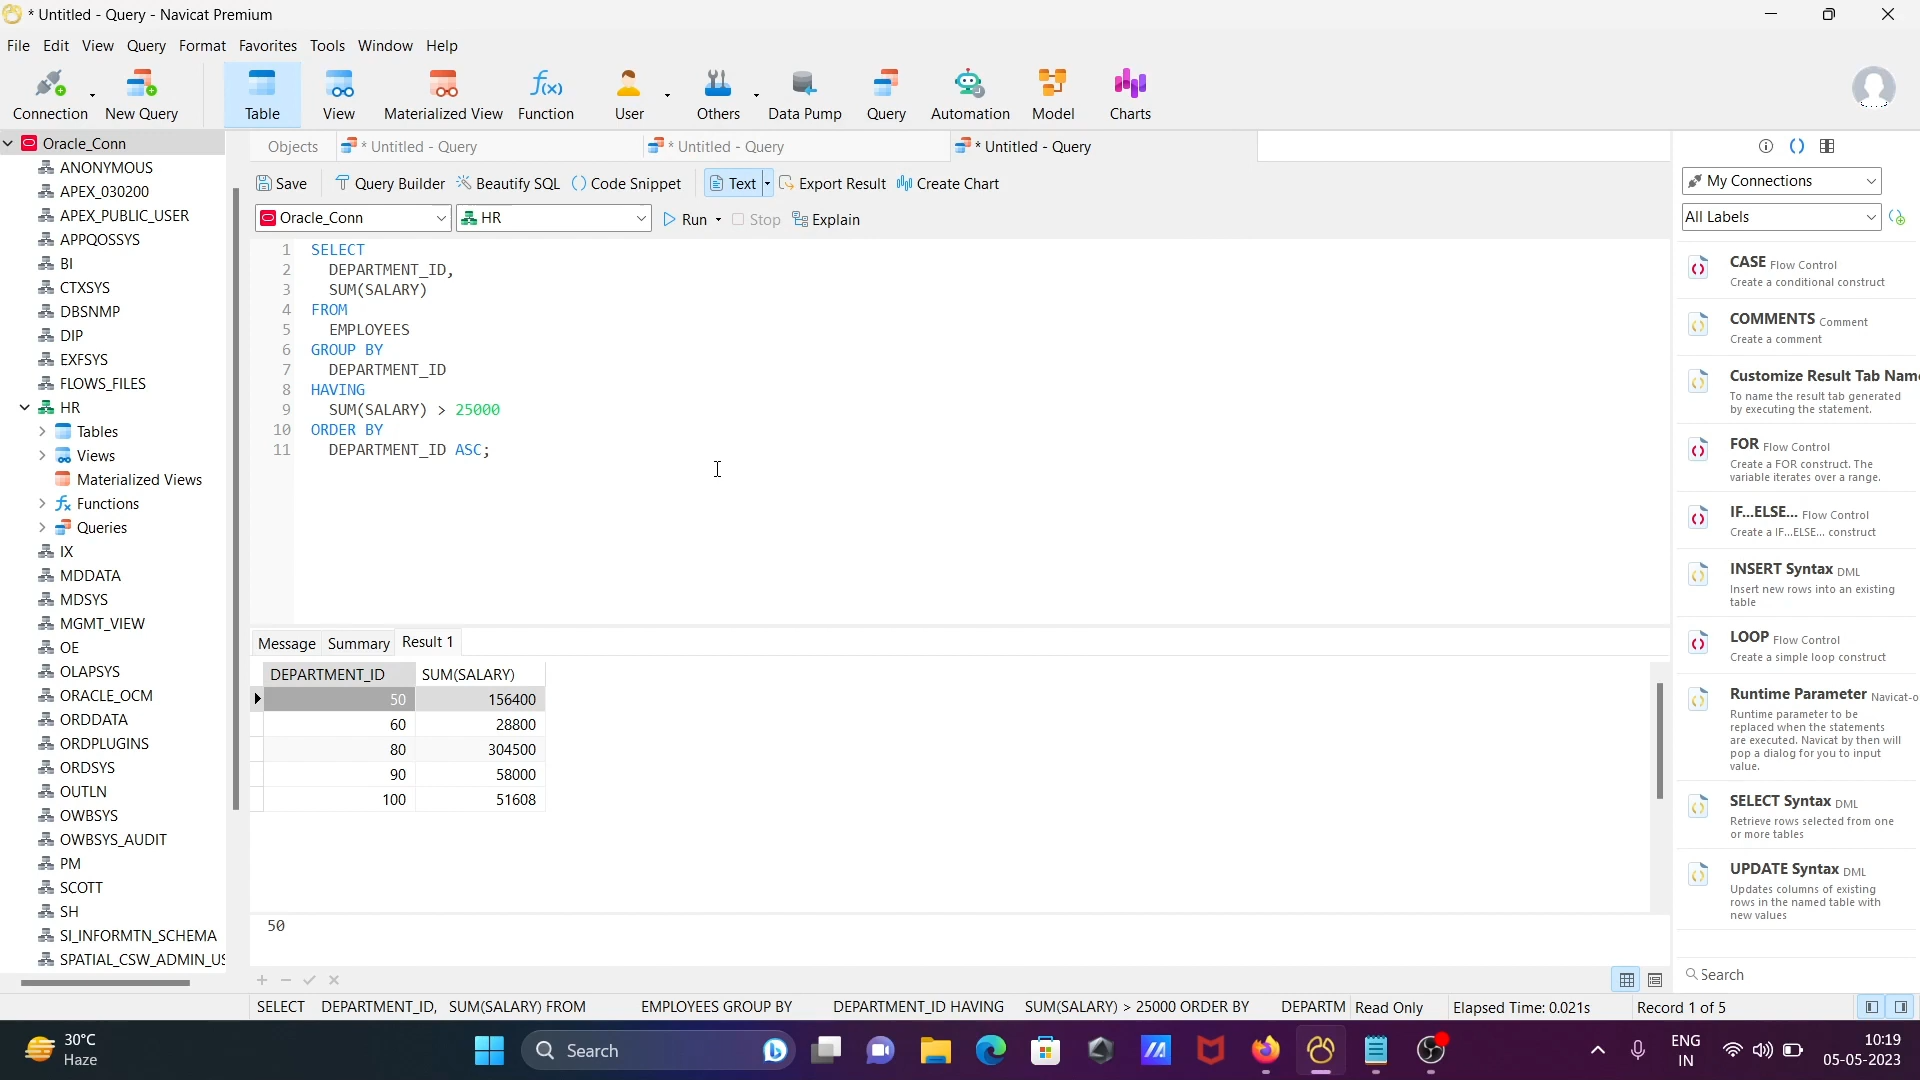 * Untitled - Query - Navicat Premium
File Edit View Query Format Favorites Tools Window Help
Connection New Query Table View Materialized View Function User Others Data Pump Query Automation Model Charts
Oracle_Conn
ANONYMOUS
APEX_030200
APEX_PUBLIC_USER
APPQOSSYS
BI
CTXSYS
DBSNMP
DIP
EXFSYS
FLOWS_FILES
HR
Tables
Views
Materialized Views
Functions
Queries
IX
MDDATA
MDSYS
MGMT_VIEW
OE
OLAPSYS
ORACLE_OCM
ORDDATA
ORDPLUGINS
ORDSYS
OUTLN
OWBSYS
OWBSYS_AUDIT
PM
SCOTT
SH
SI_INFORMTN_SCHEMA
SPATIAL_CSW_ADMIN_US
Objects * Untitled - Query * Untitled - Query * Untitled - Query
Save Query Builder Beautify SQL () Code Snippet Text Export Result Create Chart
Oracle_Conn HR Run Stop Explain
1 SELECT
2 DEPARTMENT_ID,
3 SUM(SALARY)
4 FROM
5 EMPLOYEES
6 GROUP BY
7 DEPARTMENT_ID
8 HAVING
9 SUM(SALARY) > 25000
10 ORDER BY
11 DEPARTMENT_ID ASC;
Message Summary Result 1
DEPARTMENT_ID SUM(SALARY)
50 156400
60 28800
80 304500
90 58000
100 51608
50
SELECT DEPARTMENT_ID, SUM(SALARY) FROM EMPLOYEES GROUP BY DEPARTMENT_ID HAVING SUM(SALARY) > 25000 ORDER BY DEPARTM Read Only Elapsed Time: 0.021s Record 1 of 5
My Connections
All Labels
CASE Flow Control
Create a conditional construct
COMMENTS Comment
Create a comment
Customize Result Tab Name
To name the result tab generated
by executing the statement.
FOR Flow Control
Create a FOR construct. The
variable iterates over a range.
IF...ELSE... Flow Control
Create a IF...ELSE... construct
INSERT Syntax DML
Insert new rows into an existing
table
LOOP Flow Control
Create a simple loop construct
Runtime Parameter Navicat-o
Runtime parameter to be
replaced when the statements
are executed. Navicat by then will
pop a dialog for you to input
value.
SELECT Syntax DML
Retrieve rows selected from one
or more tables
UPDATE Syntax DML
Updates columns of existing
rows in the named table with
new values
Search
30°C
Haze
Search
ENG
IN
10:19
05-05-2023